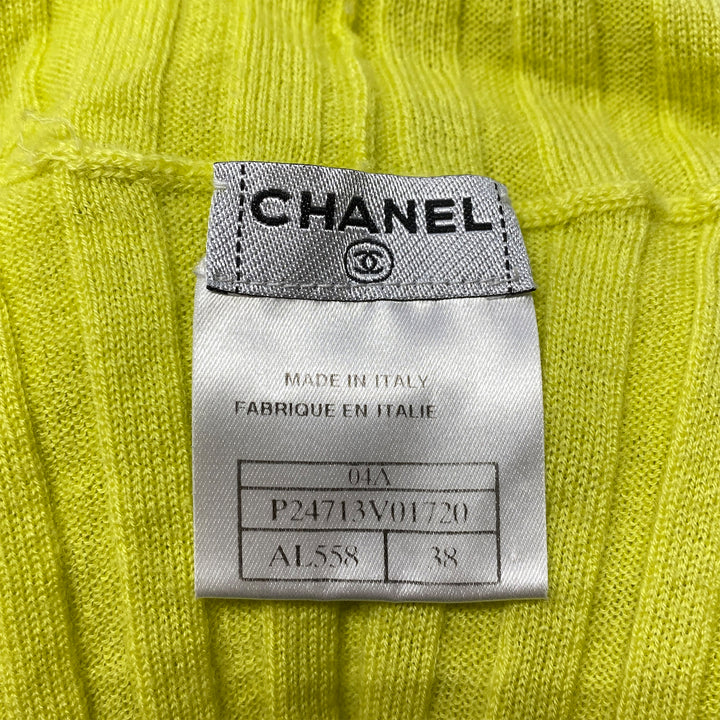 CHANEL
MADE IN ITALY
FABRIQUE EN ITALIE
04A
P24713V01720
AL558 38